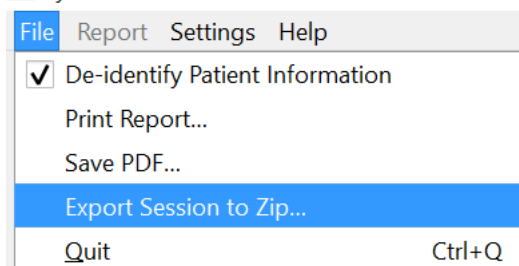 File Report Settings Help
✓ De-identify Patient Information
Print Report...
Save PDF...
Export Session to Zip...
Quit Ctrl+Q